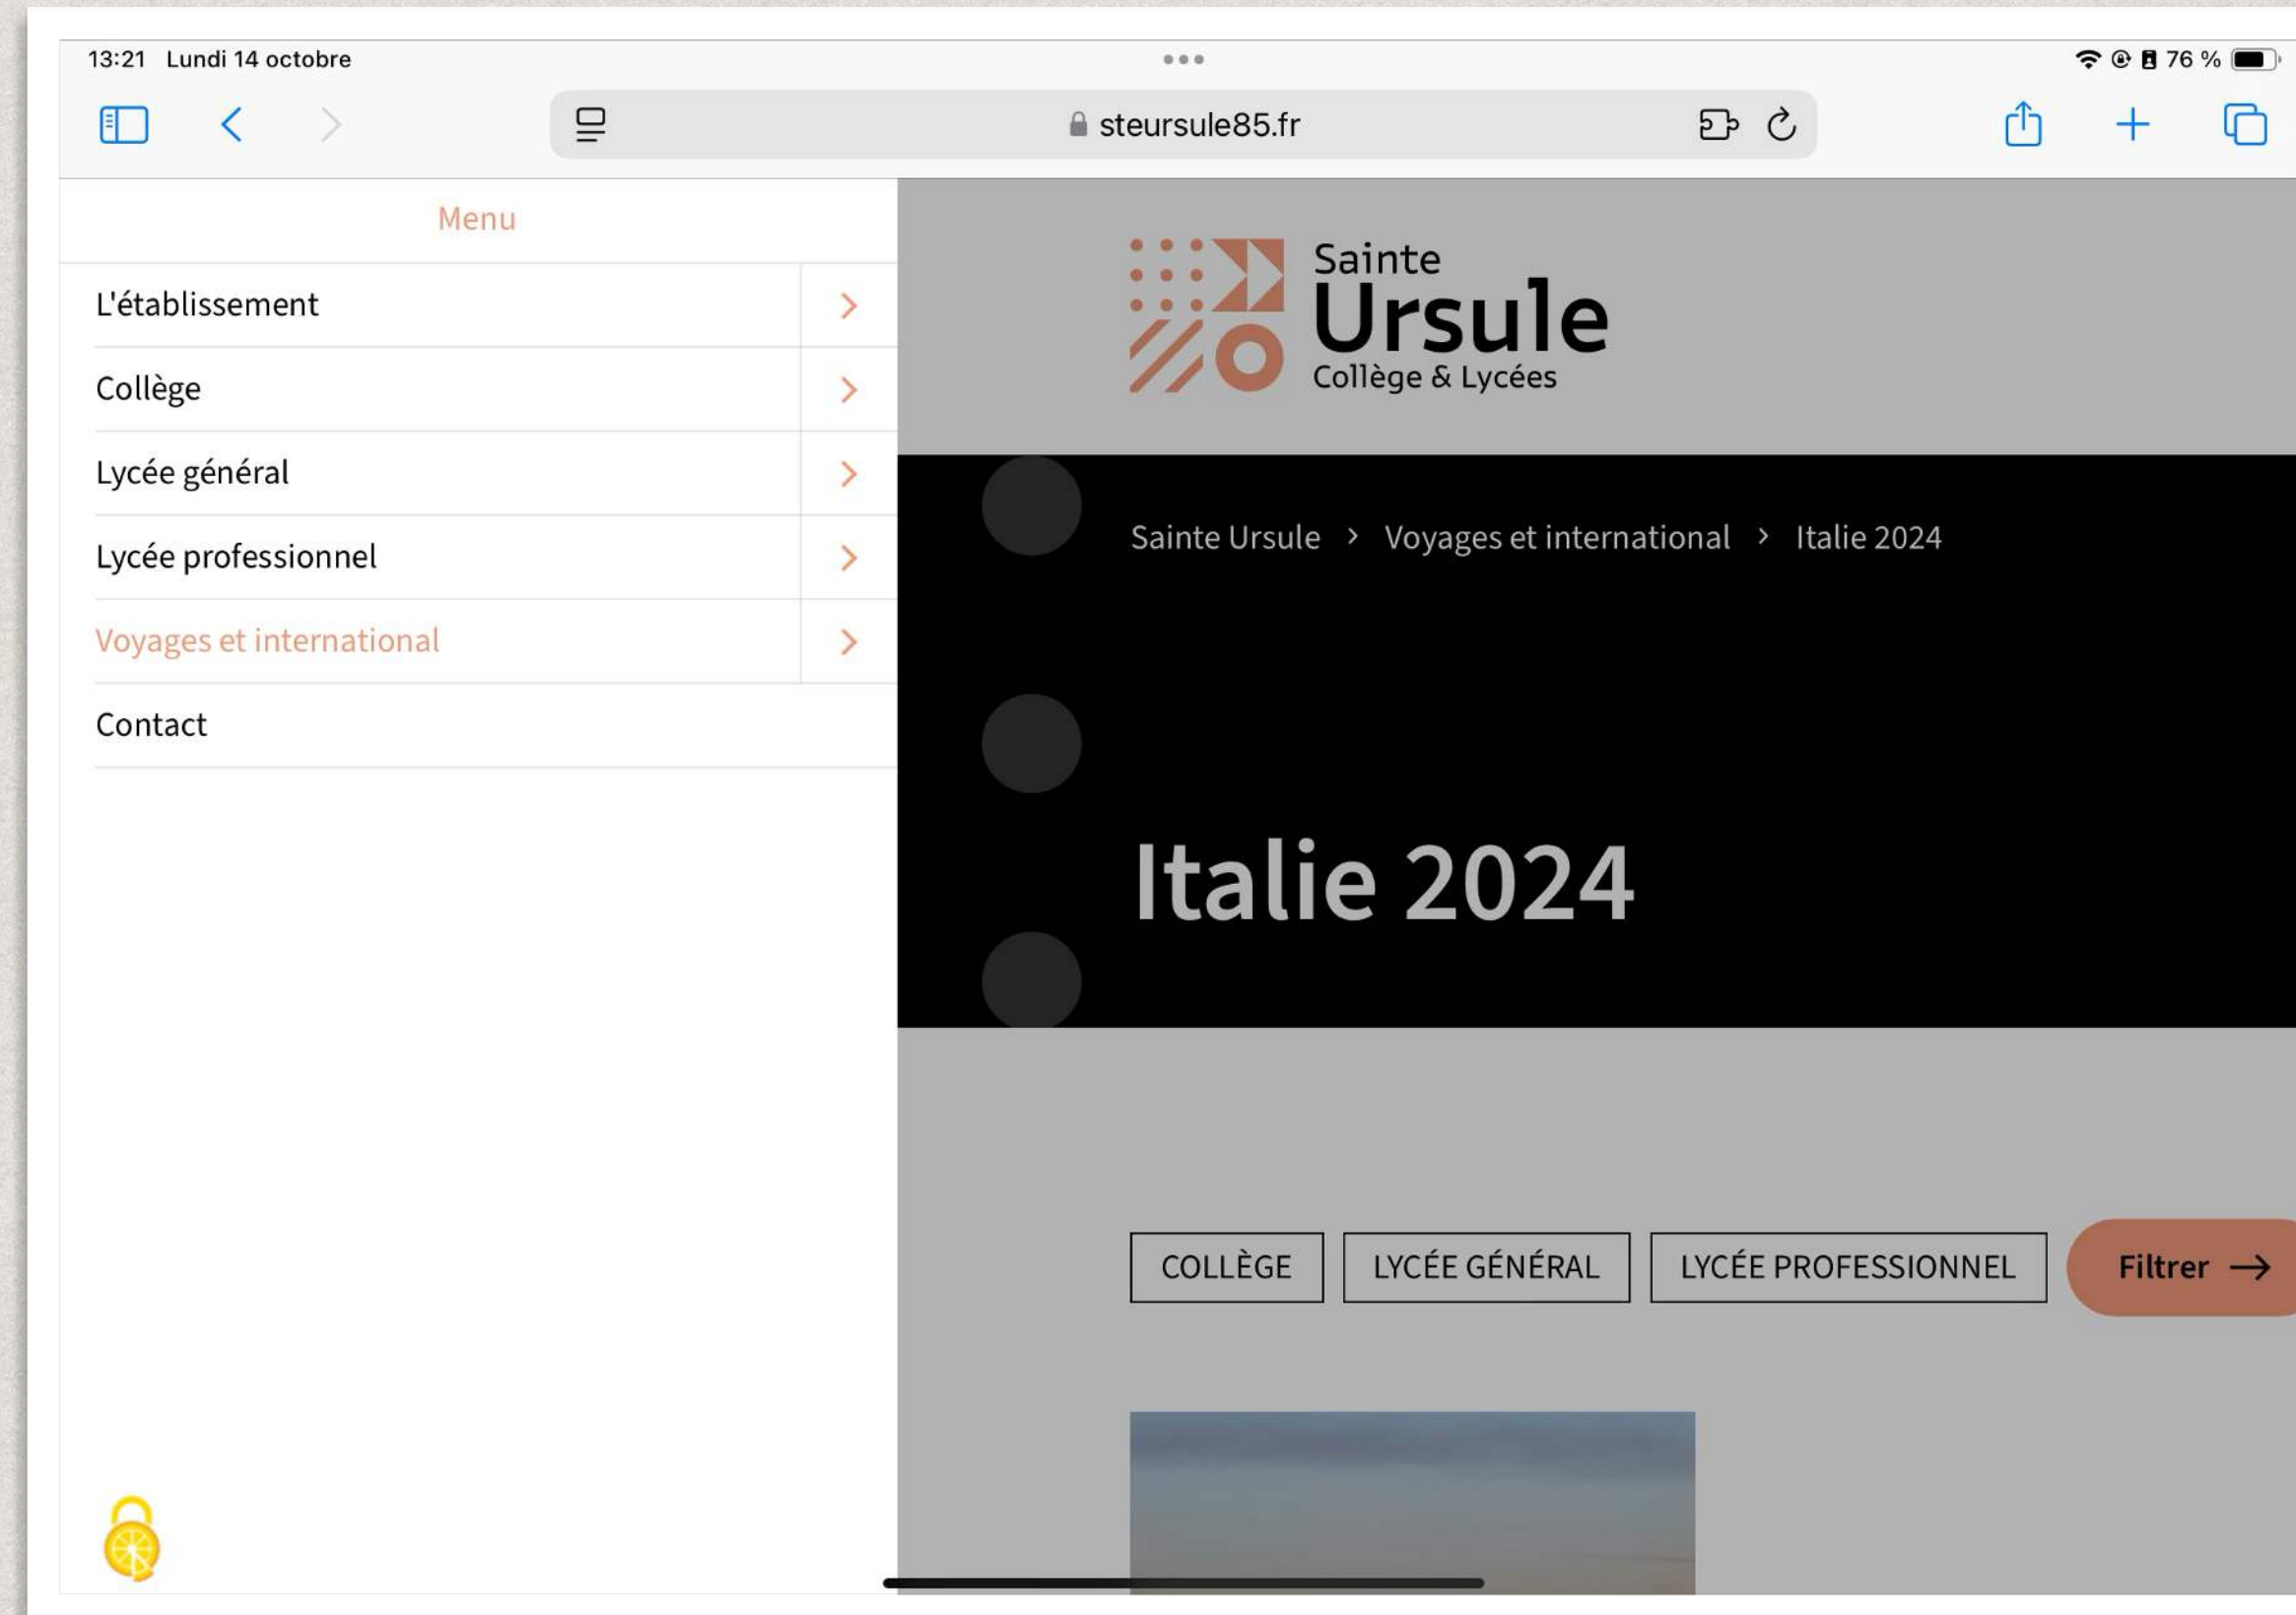 13:21 Lundi 14 octobre
76 %
steursule85.fr
Menu
L'établissement
Collège
Lycée général
Lycée professionnel
Voyages et international
Contact
Sainte
Ursule
Collège & Lycées
Sainte Ursule > Voyages et international > Italie 2024
Italie 2024
COLLÈGE
LYCÉE GÉNÉRAL
LYCÉE PROFESSIONNEL
Filtrer →